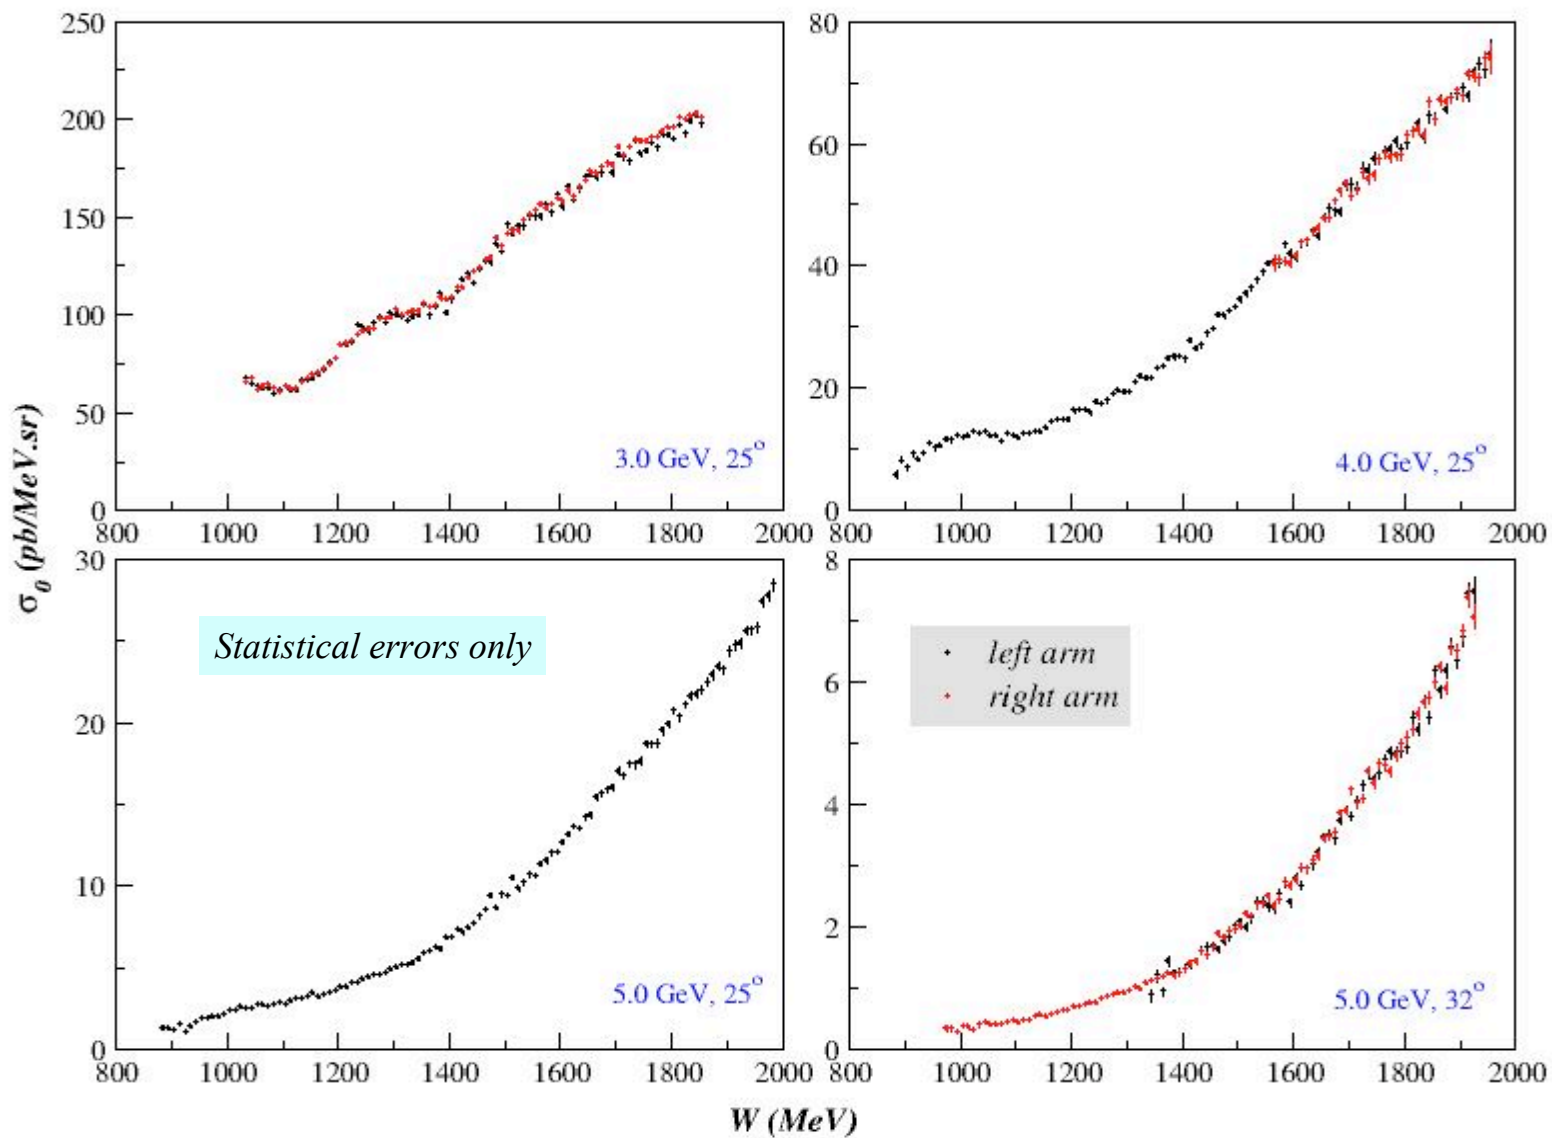 250
200
150
100
50
0
800 1000 1200 1400 1600 1800 2000
3.0 GeV, 25°
80
60
40
20
0
800 1000 1200 1400 1600 1800 2000
4.0 GeV, 25°
σ0 (pb/MeV.sr)
30
20
10
0
800 1000 1200 1400 1600 1800 2000
Statistical errors only
5.0 GeV, 25°
8
6
4
2
0
800 1000 1200 1400 1600 1800 2000
left arm
right arm
5.0 GeV, 32°
W (MeV)